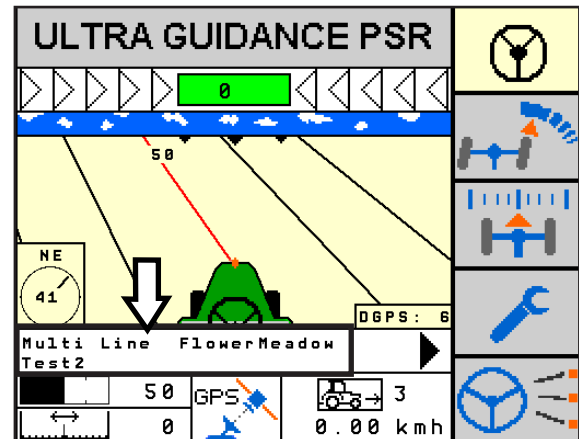 ULTRA GUIDANCE PSR
0
50
NE
41
DGPS: 6
Multi Line FlowerMeadow
Test2
50 GPS 3
0 0.00 kmh